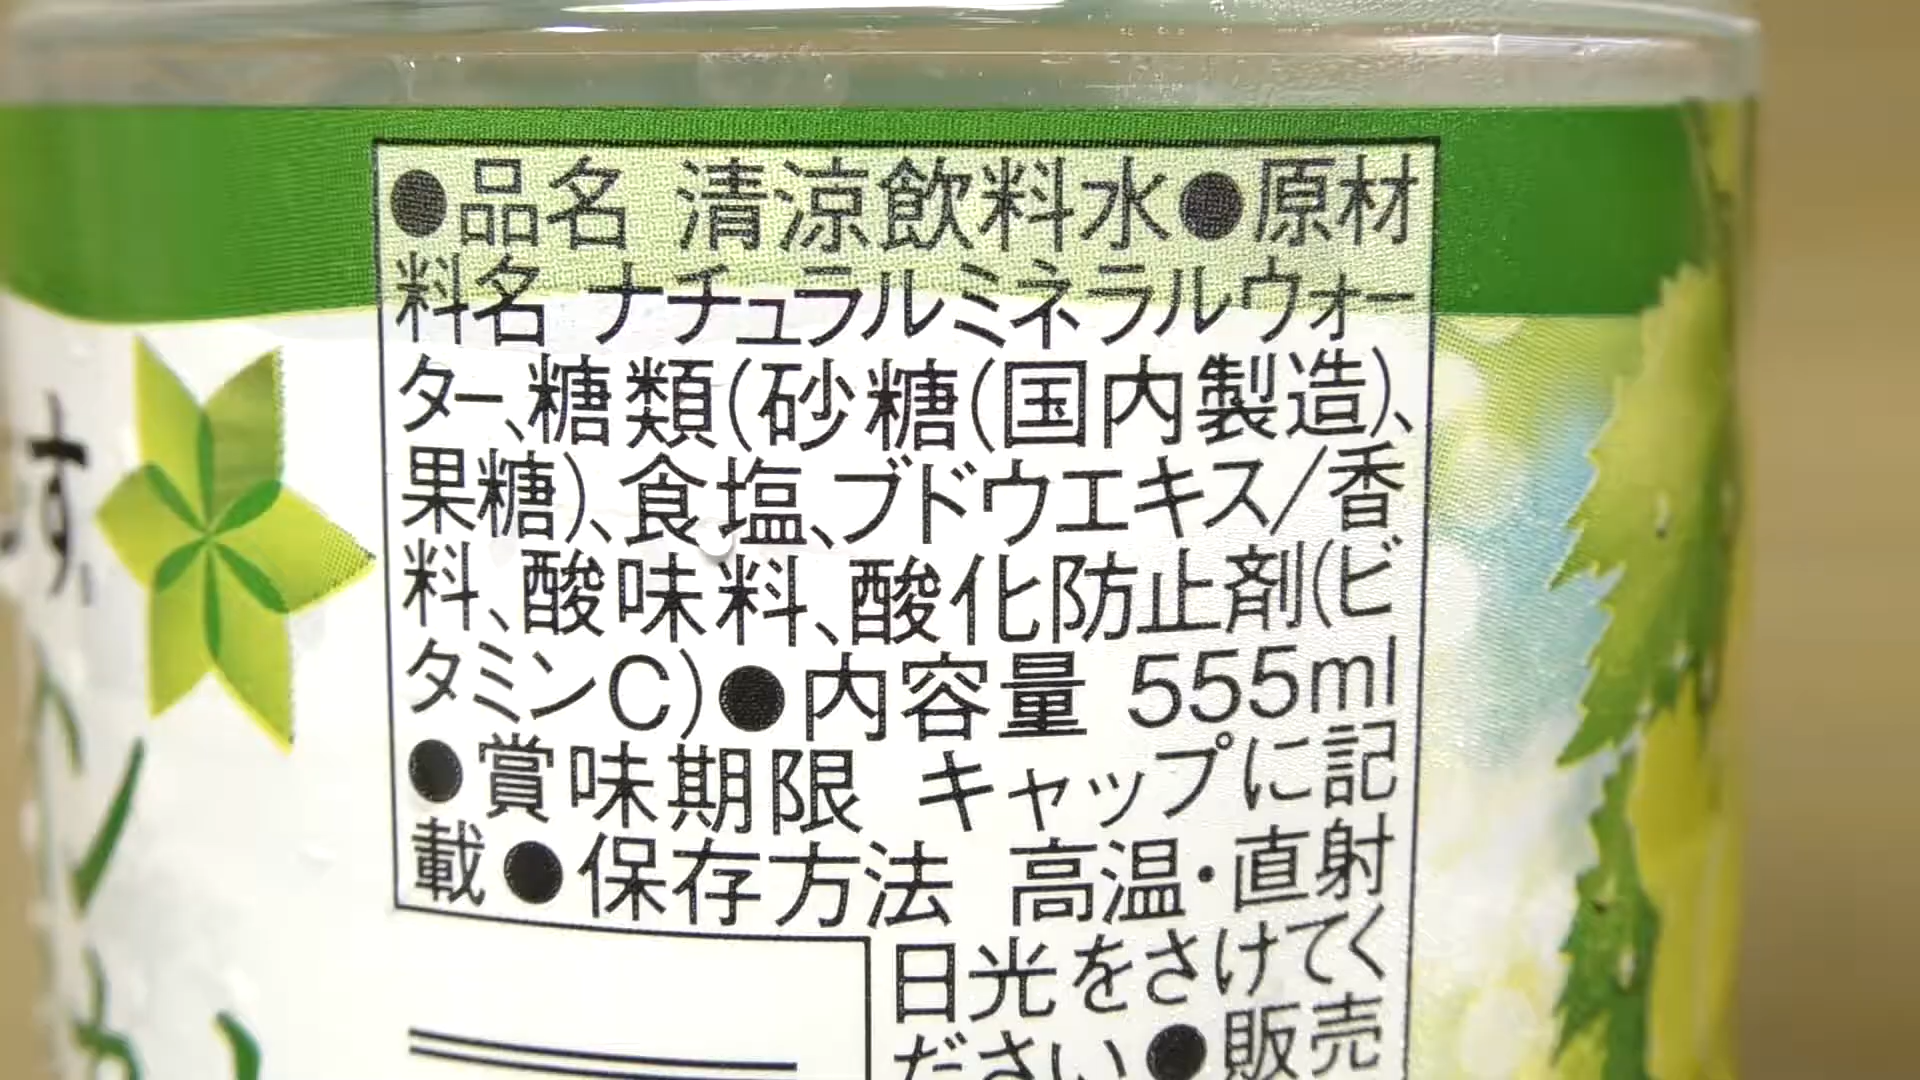 ●品名 清涼飲料水●原材
料名 ナチュラルミネラルウォー
ター、糖類(砂糖(国内製造)、
果糖)、食塩、ブドウエキス/香
料、酸味料、酸化防止剤(ビ
タミンC)●内容量 555ml
●賞味期限 キャップに記
載●保存方法 高温・直射
日光をさけてく
ださい●販売
す。